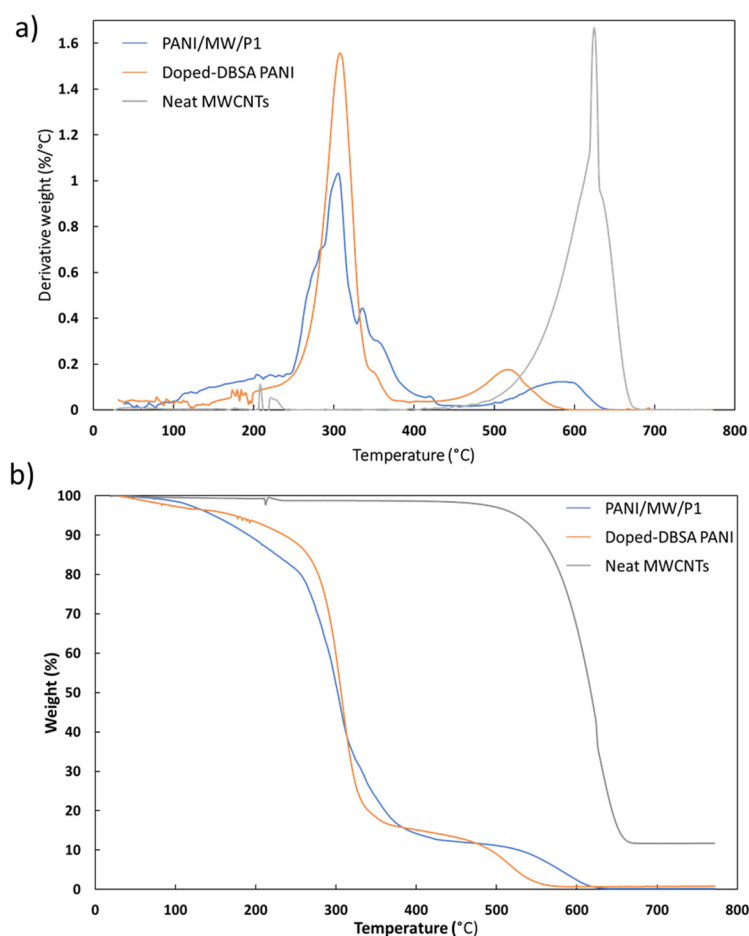 a)
1.6
1.4
1.2
1
0.8
0.6
0.4
0.2
0
Derivative weight (%/°C)
PANI/MW/P1
Doped-DBSA PANI
Neat MWCNTs
0 100 200 300 400 500 600 700 800
Temperature (°C)
b)
100
90
80
70
60
50
40
30
20
10
0
Weight (%)
PANI/MW/P1
Doped-DBSA PANI
Neat MWCNTs
0 100 200 300 400 500 600 700 800
Temperature (°C)